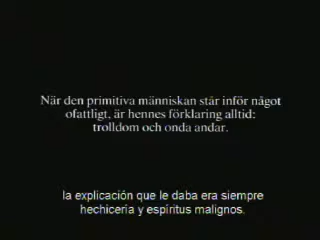 När den primitiva människan står inför något
ofattligt, är hennes förklaring alltid:
trolldom och onda andar.
la explicación que le daba era siempre
hechicería y espíritus malignos.